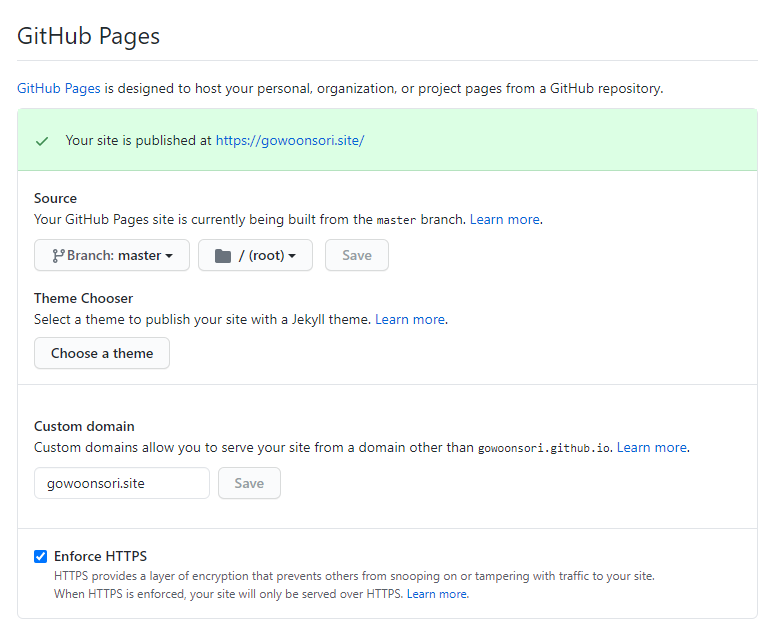 GitHub Pages
GitHub Pages is designed to host your personal, organization, or project pages from a GitHub repository.
Your site is published at https://gowoonsori.site/
Source
Your GitHub Pages site is currently being built from the master branch. Learn more.
Branch: master / (root) Save
Theme Chooser
Select a theme to publish your site with a Jekyll theme. Learn more.
Choose a theme
Custom domain
Custom domains allow you to serve your site from a domain other than gowoonsori.github.io. Learn more.
gowoonsori.site Save
Enforce HTTPS
HTTPS provides a layer of encryption that prevents others from snooping on or tampering with traffic to your site.
When HTTPS is enforced, your site will only be served over HTTPS. Learn more.